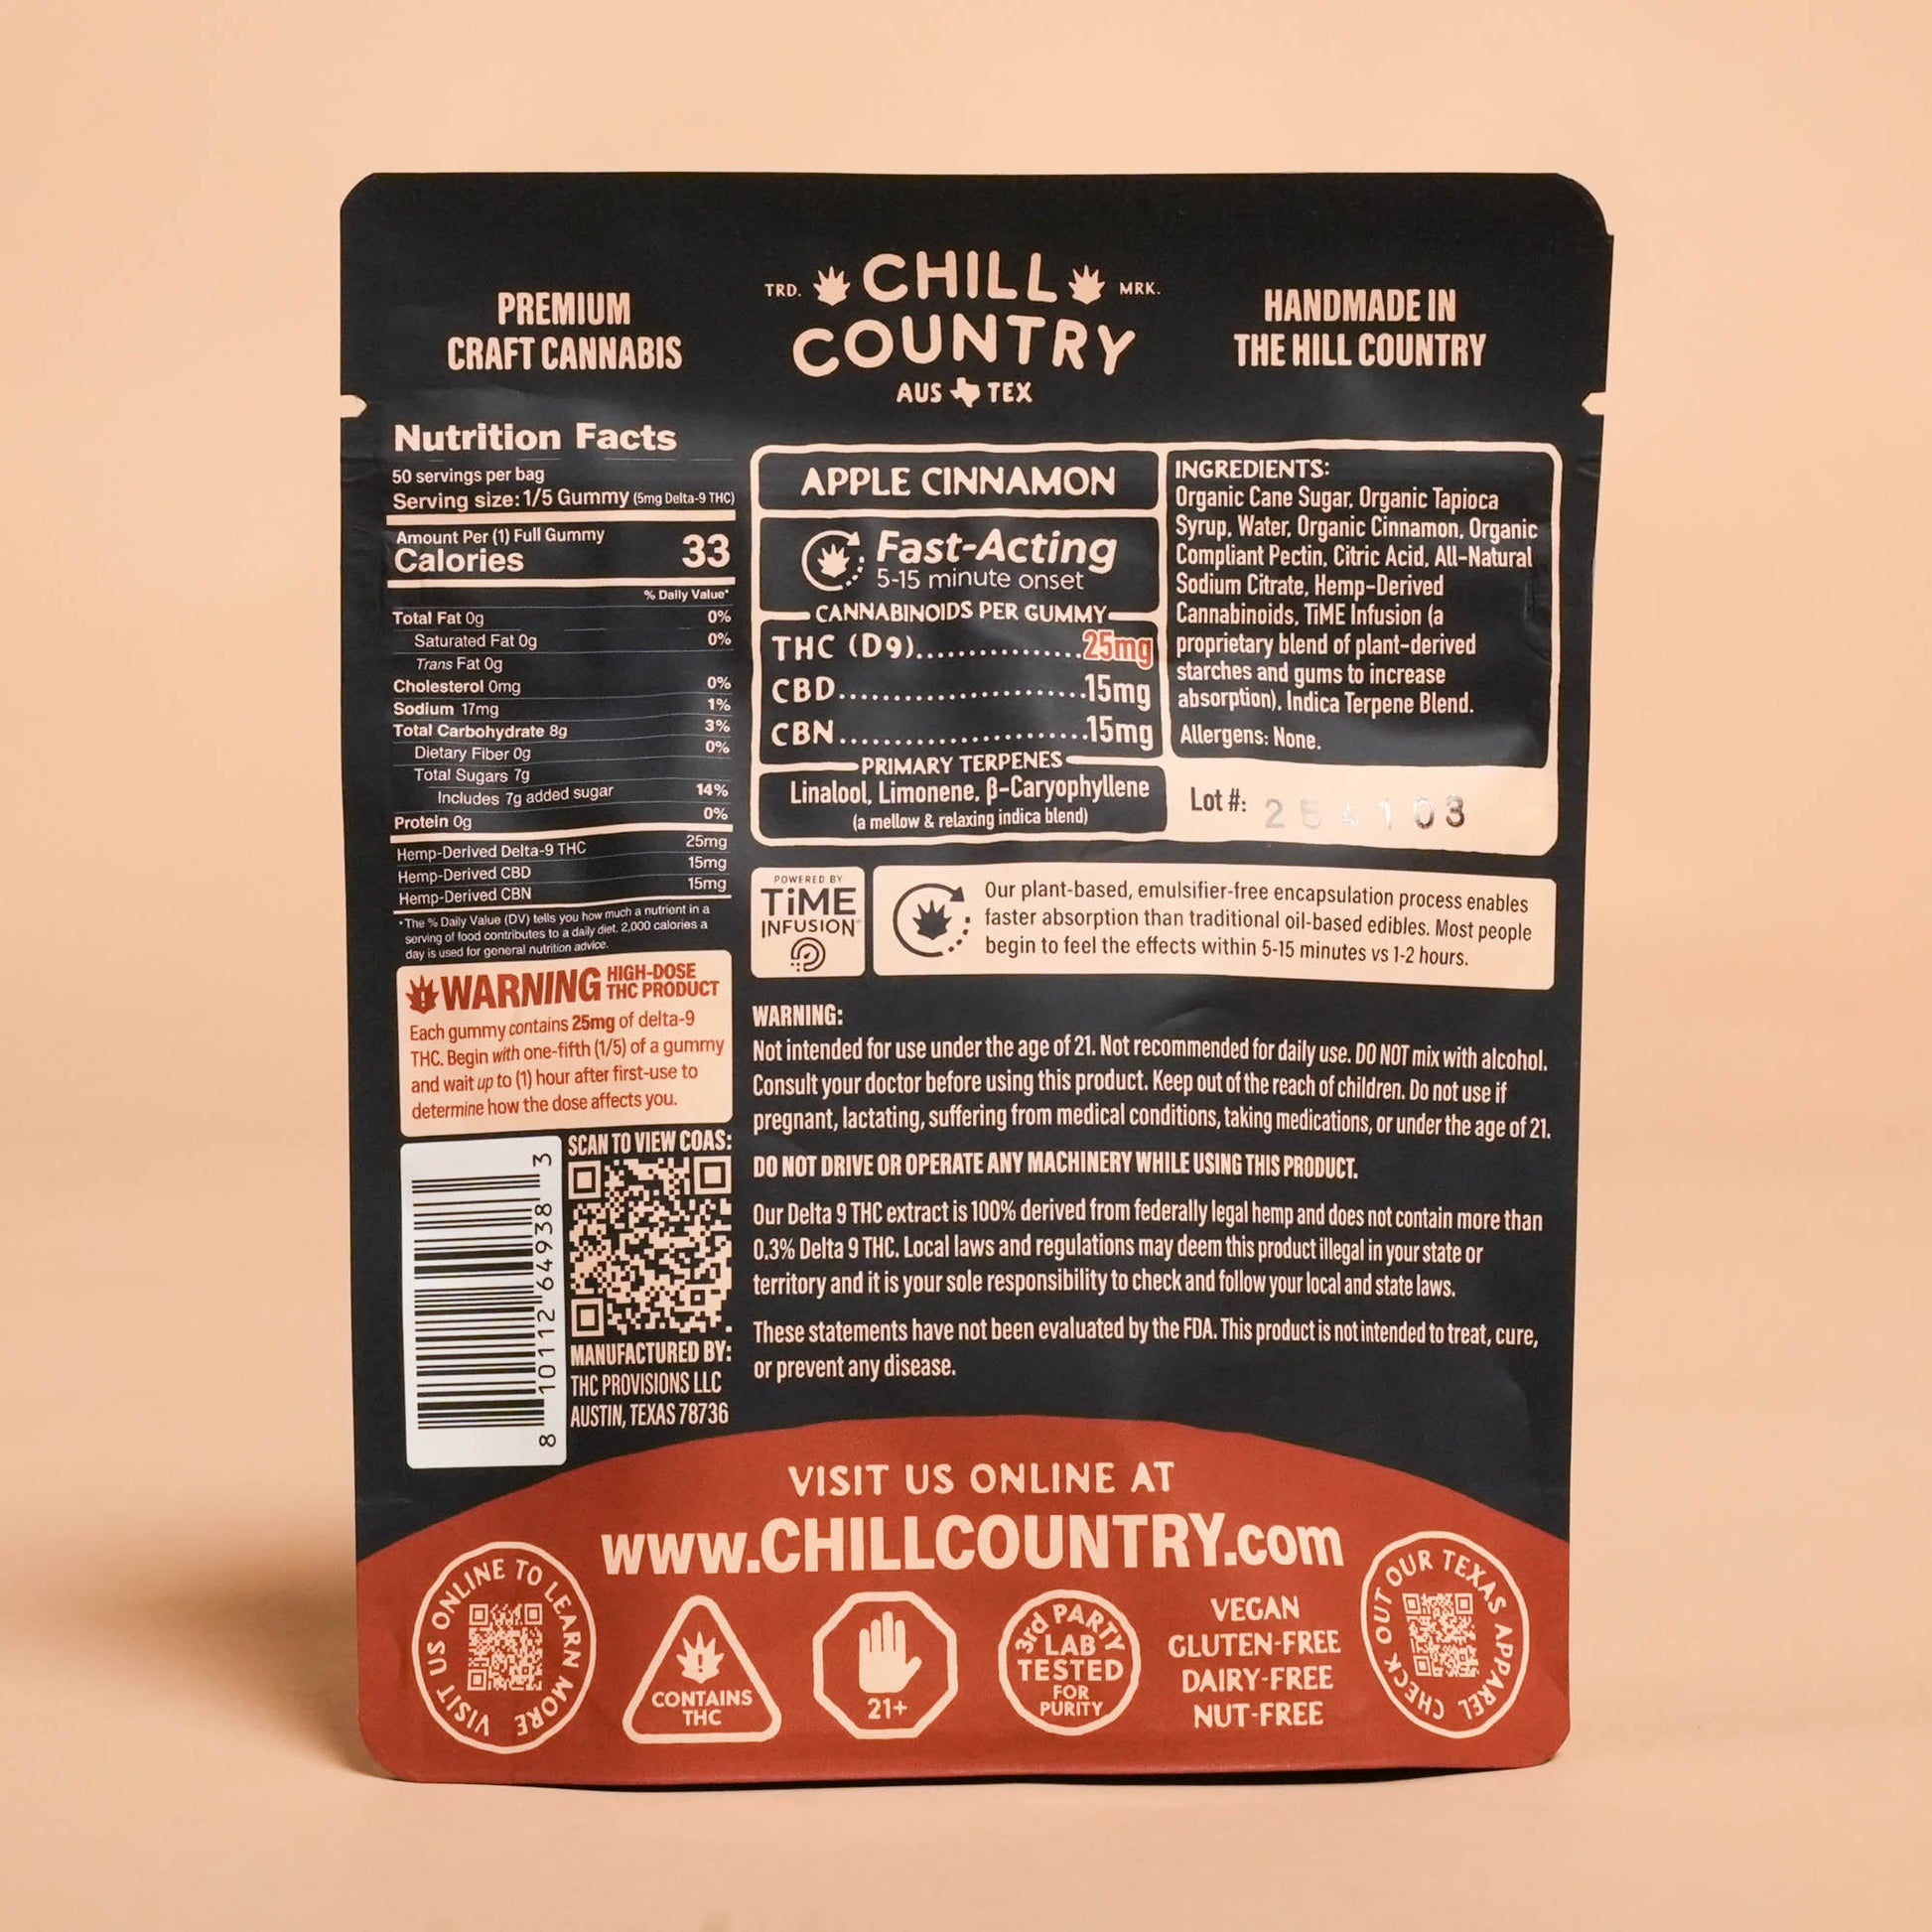 PREMIUM
CRAFT CANNABIS
TRD. CHILL MRK.
COUNTRY
AUS TEX
HANDMADE IN
THE HILL COUNTRY
Nutrition Facts
50 servings per bag
Serving size: 1/5 Gummy (5mg Delta-9 THC)
Amount Per (1) Full Gummy
Calories 33
% Daily Value*
Total Fat 0g 0%
Saturated Fat 0g 0%
Trans Fat 0g
Cholesterol 0mg 0%
Sodium 17mg 1%
Total Carbohydrate 8g 3%
Dietary Fiber 0g 0%
Total Sugars 7g
Includes 7g added sugar 14%
Protein 0g 0%
Hemp-Derived Delta-9 THC 25mg
Hemp-Derived CBD 15mg
Hemp-Derived CBN 15mg
*The % Daily Value (DV) tells you how much a nutrient in a
serving of food contributes to a daily diet. 2,000 calories a
day is used for general nutrition advice.
WARNING HIGH-DOSE
THC PRODUCT
Each gummy contains 25mg of delta-9
THC. Begin with one-fifth (1/5) of a gummy
and wait up to (1) hour after first-use to
determine how the dose affects you.
8 10112 64938 3
SCAN TO VIEW COAS:
MANUFACTURED BY:
THC PROVISIONS LLC
AUSTIN, TEXAS 78736
APPLE CINNAMON
Fast-Acting
5-15 minute onset
CANNABINOIDS PER GUMMY
THC (D9)................25mg
CBD........................15mg
CBN........................15mg
PRIMARY TERPENES
Linalool, Limonene, β-Caryophyllene
(a mellow & relaxing indica blend)
INGREDIENTS:
Organic Cane Sugar, Organic Tapioca
Syrup, Water, Organic Cinnamon, Organic
Compliant Pectin, Citric Acid, All-Natural
Sodium Citrate, Hemp-Derived
Cannabinoids, TiME Infusion (a
proprietary blend of plant-derived
starches and gums to increase
absorption), Indica Terpene Blend.
Allergens: None.
Lot #: 254103
POWERED BY
TiME
INFUSION
Our plant-based, emulsifier-free encapsulation process enables
faster absorption than traditional oil-based edibles. Most people
begin to feel the effects within 5-15 minutes vs 1-2 hours.
WARNING:
Not intended for use under the age of 21. Not recommended for daily use. DO NOT mix with alcohol.
Consult your doctor before using this product. Keep out of the reach of children. Do not use if
pregnant, lactating, suffering from medical conditions, taking medications, or under the age of 21.
DO NOT DRIVE OR OPERATE ANY MACHINERY WHILE USING THIS PRODUCT.
Our Delta 9 THC extract is 100% derived from federally legal hemp and does not contain more than
0.3% Delta 9 THC. Local laws and regulations may deem this product illegal in your state or
territory and it is your sole responsibility to check and follow your local and state laws.
These statements have not been evaluated by the FDA. This product is not intended to treat, cure,
or prevent any disease.
VISIT US ONLINE AT
www.CHILLCOUNTRY.com
VISIT US ONLINE TO LEARN MORE
CONTAINS
THC
21+
3rd PARTY
LAB
TESTED
FOR
PURITY
VEGAN
GLUTEN-FREE
DAIRY-FREE
NUT-FREE
CHECK OUT OUR TEXAS APPAREL